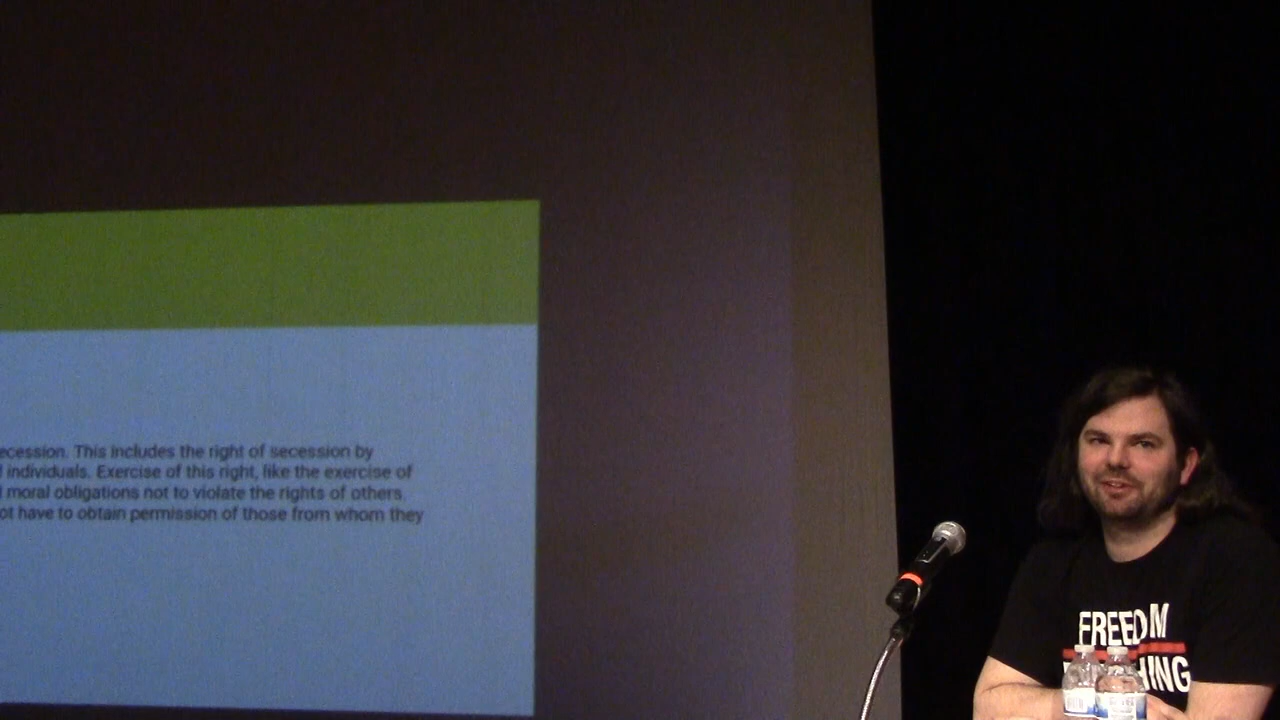 ecession. This includes the right of secession by
individuals. Exercise of this right, like the exercise of
moral obligations not to violate the rights of others.
ot have to obtain permission of those from whom they
FREEDOM
HING